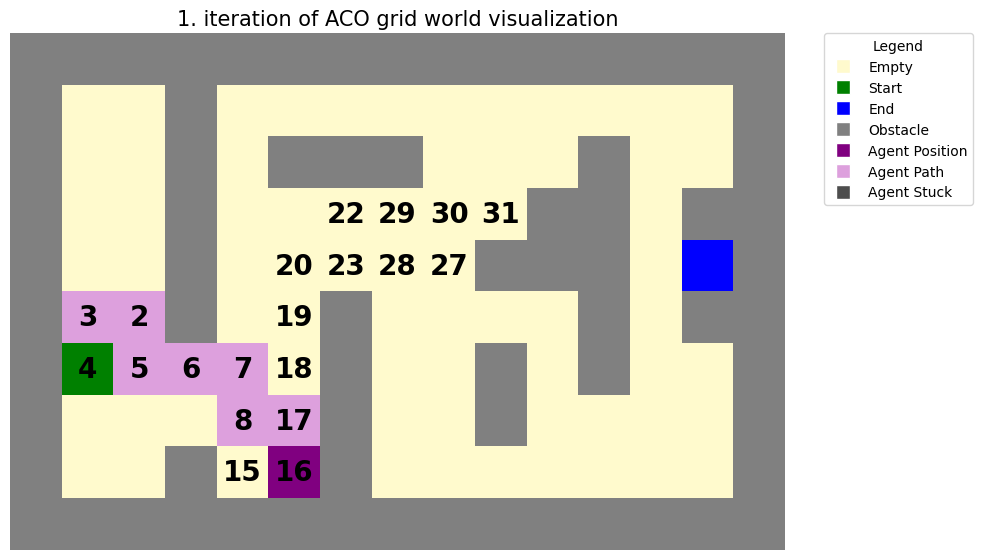 1. iteration of ACO grid world visualization
Legend
Empty
Start
End
Obstacle
Agent Position
Agent Path
Agent Stuck
22 29 30 31
20 23 28 27
3 2 19
4 5 6 7 18
8 17
15 16